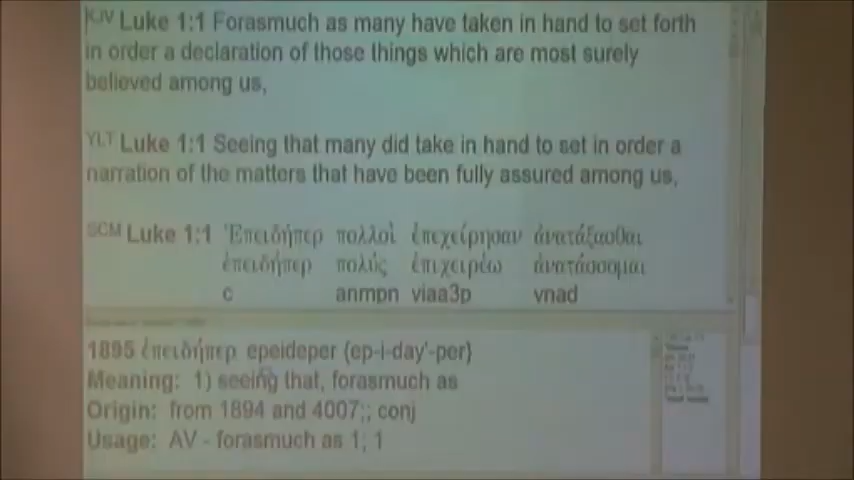 KJV Luke 1:1 Forasmuch as many have taken in hand to set forth
in order a declaration of those things which are most surely
believed among us,
YLT Luke 1:1 Seeing that many did take in hand to set in order a
narration of the matters that have been fully assured among us,
SCM Luke 1:1 Ἐπειδήπερ πολλοὶ ἐπεχείρησαν ἀνατάξασθαι
ἐπειδήπερ πολύς ἐπιχειρέω ἀνατάσσομαι
c anmpn viaa3p vnad
1895 ἐπειδήπερ epeideper {ep-i-day'-per}
Meaning: 1) seeing that, forasmuch as
Origin: from 1894 and 4007;; conj
Usage: AV - forasmuch as 1; 1